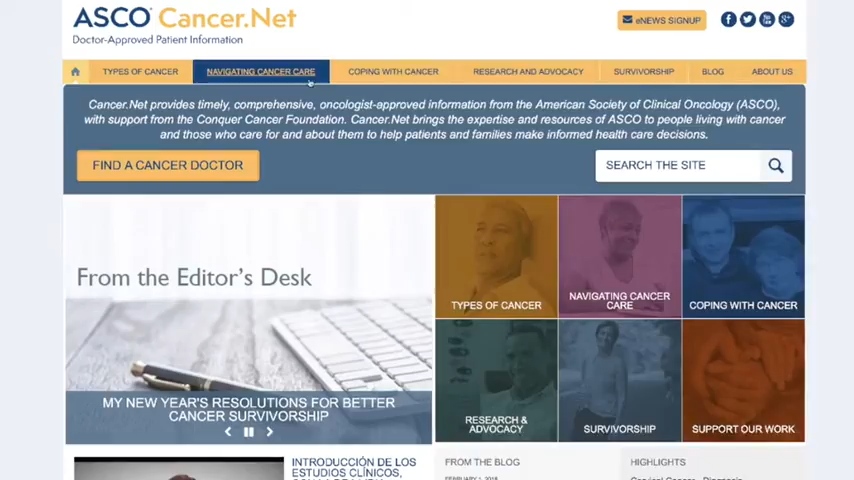 ASCO Cancer.Net
Doctor-Approved Patient Information
eNEWS SIGNUP
TYPES OF CANCER NAVIGATING CANCER CARE COPING WITH CANCER RESEARCH AND ADVOCACY SURVIVORSHIP BLOG ABOUT US
Cancer.Net provides timely, comprehensive, oncologist-approved information from the American Society of Clinical Oncology (ASCO),
with support from the Conquer Cancer Foundation. Cancer.Net brings the expertise and resources of ASCO to people living with cancer
and those who care for and about them to help patients and families make informed health care decisions.
FIND A CANCER DOCTOR
SEARCH THE SITE
From the Editor's Desk
MY NEW YEAR'S RESOLUTIONS FOR BETTER
CANCER SURVIVORSHIP
TYPES OF CANCER
NAVIGATING CANCER
CARE
COPING WITH CANCER
RESEARCH &
ADVOCACY
SURVIVORSHIP
SUPPORT OUR WORK
INTRODUCCIÓN DE LOS
ESTUDIOS CLÍNICOS,
FROM THE BLOG
FEBRUARY 1, 2018
HIGHLIGHTS